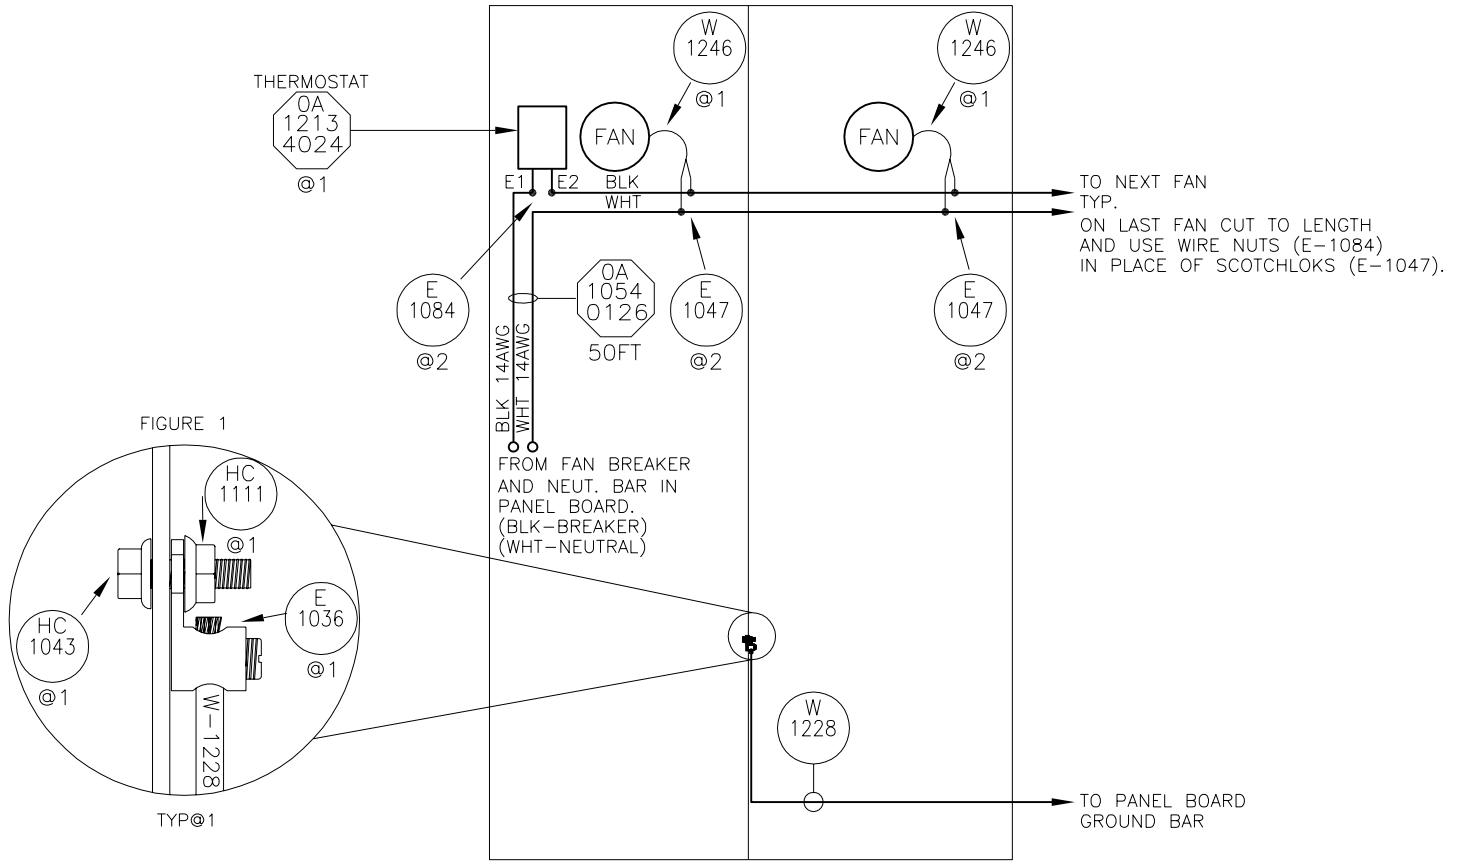 W
1246
@1
W
1246
@1
THERMOSTAT
0A
1213
4024
@1
FAN
FAN
E1
E2
BLK
WHT
TO NEXT FAN
TYP.
ON LAST FAN CUT TO LENGTH
AND USE WIRE NUTS (E-1084)
IN PLACE OF SCOTCHLOKS (E-1047).
E
1084
@2
0A
1054
0126
50FT
E
1047
@2
E
1047
@2
BLK 14AWG
WHT 14AWG
FROM FAN BREAKER
AND NEUT. BAR IN
PANEL BOARD.
(BLK-BREAKER)
(WHT-NEUTRAL)
FIGURE 1
HC
1111
@1
E
1036
@1
HC
1043
@1
W-1228
TYP@1
W
1228
TO PANEL BOARD
GROUND BAR